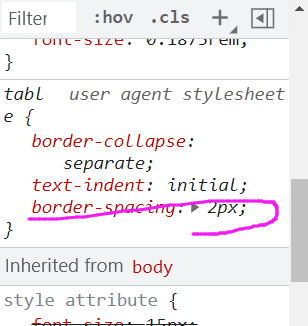 Filter :hov .cls
font-size: 0.1875rem;
}
tabl user agent stylesheet
e {
border-collapse:
separate;
text-indent: initial;
border-spacing: 2px;
}
Inherited from body
style attribute {
font-size: 15px;